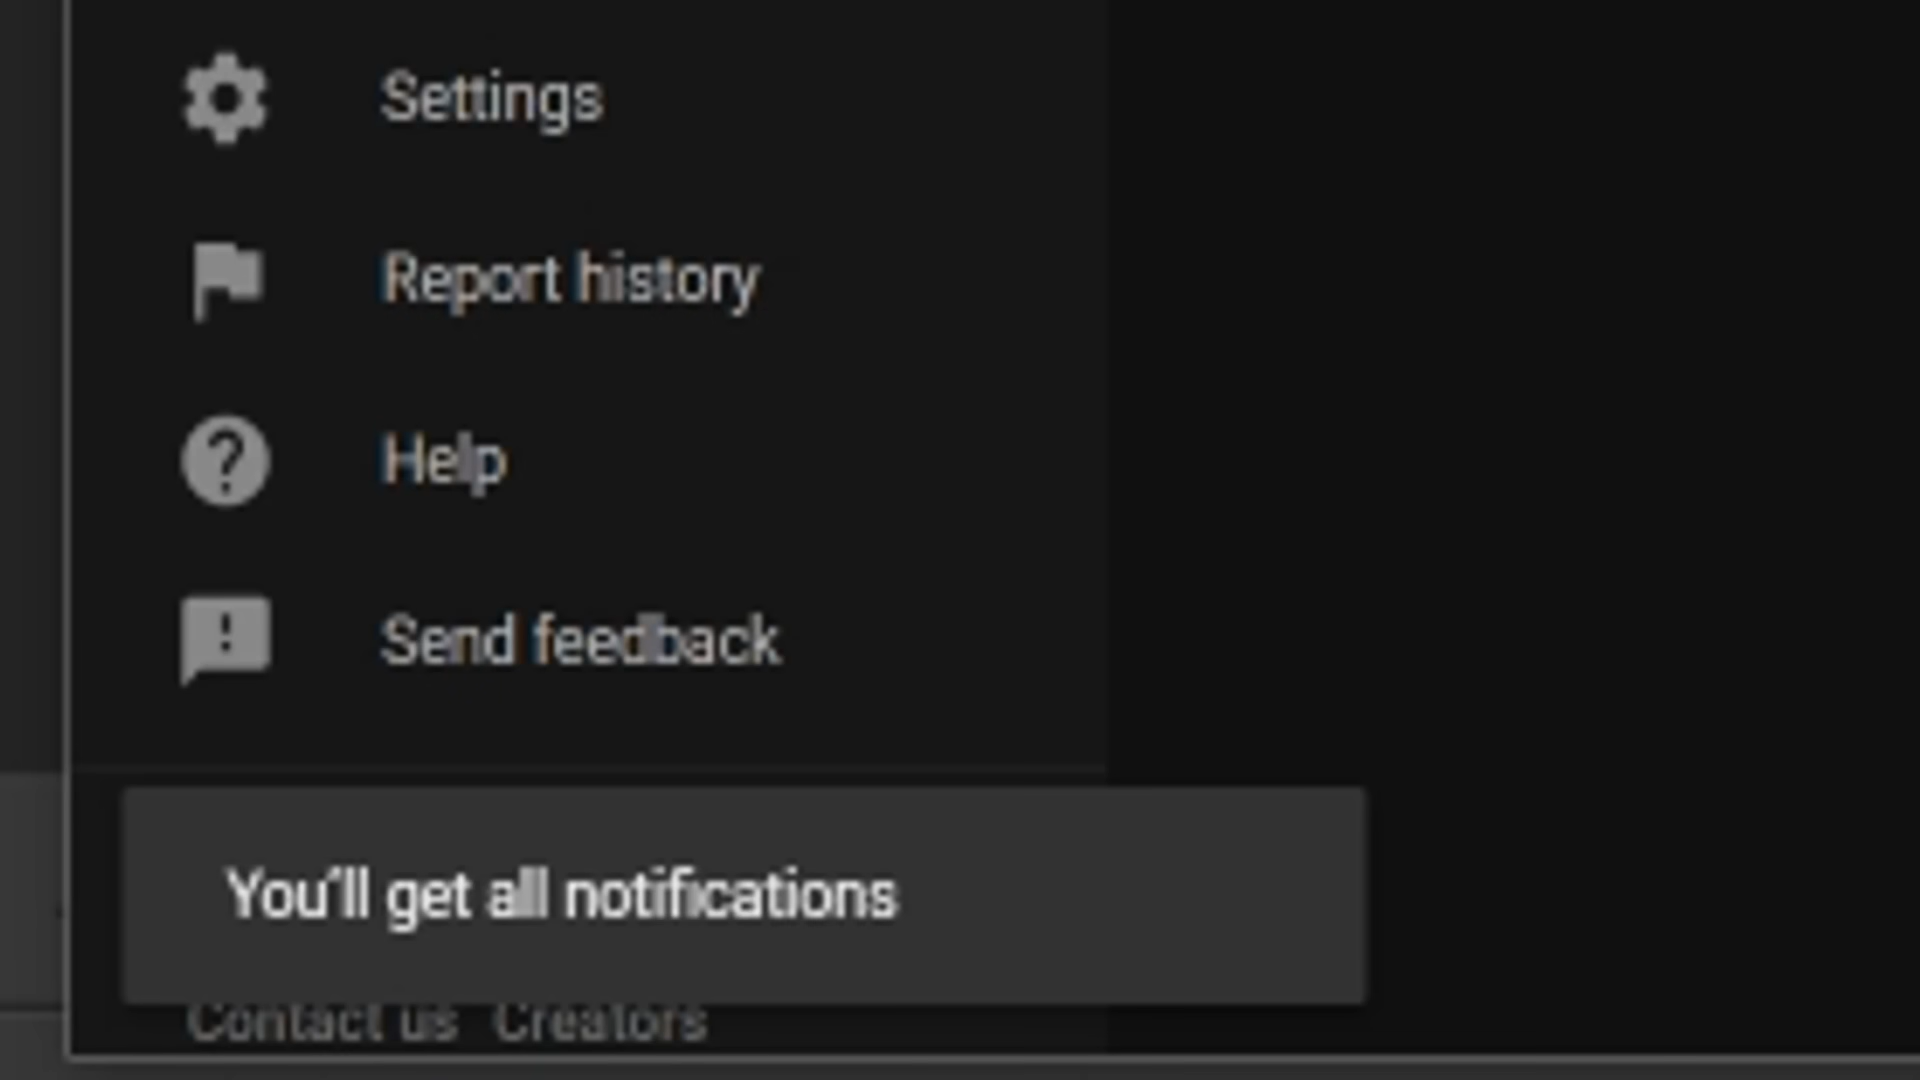 Settings
Report history
Help
Send feedback
You'll get all notifications
Contact us Creators